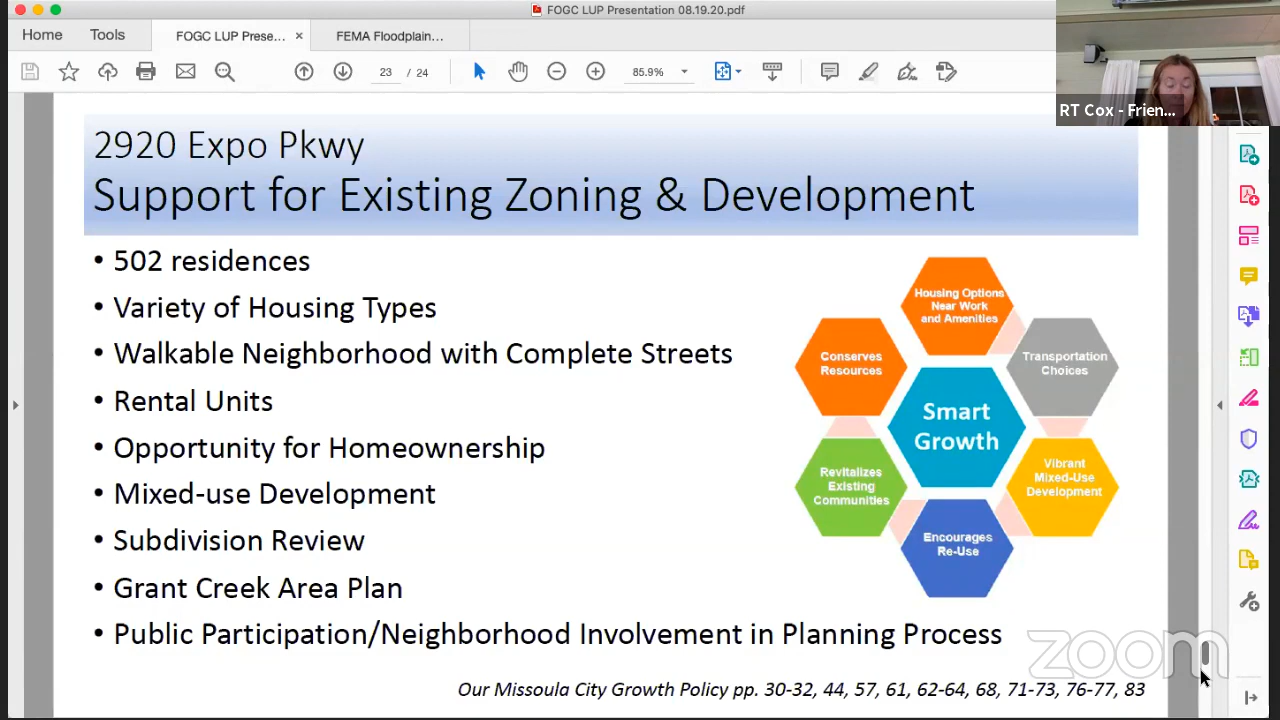 FOGC LUP Presentation 08.19.20.pdf
Home
Tools
FOGC LUP Prese...
×
FEMA Floodplain...
23 / 24
85.9%
RT Cox - Frien...
2920 Expo Pkwy
Support for Existing Zoning & Development
• 502 residences
• Variety of Housing Types
• Walkable Neighborhood with Complete Streets
• Rental Units
• Opportunity for Homeownership
• Mixed-use Development
• Subdivision Review
• Grant Creek Area Plan
• Public Participation/Neighborhood Involvement in Planning Process
Housing Options
Near Work
and Amenities
Conserves
Resources
Transportation
Choices
Smart
Growth
Revitalizes
Existing
Communities
Vibrant
Mixed-Use
Development
Encourages
Re-Use
Our Missoula City Growth Policy pp. 30-32, 44, 57, 61, 62-64, 68, 71-73, 76-77, 83
zoom